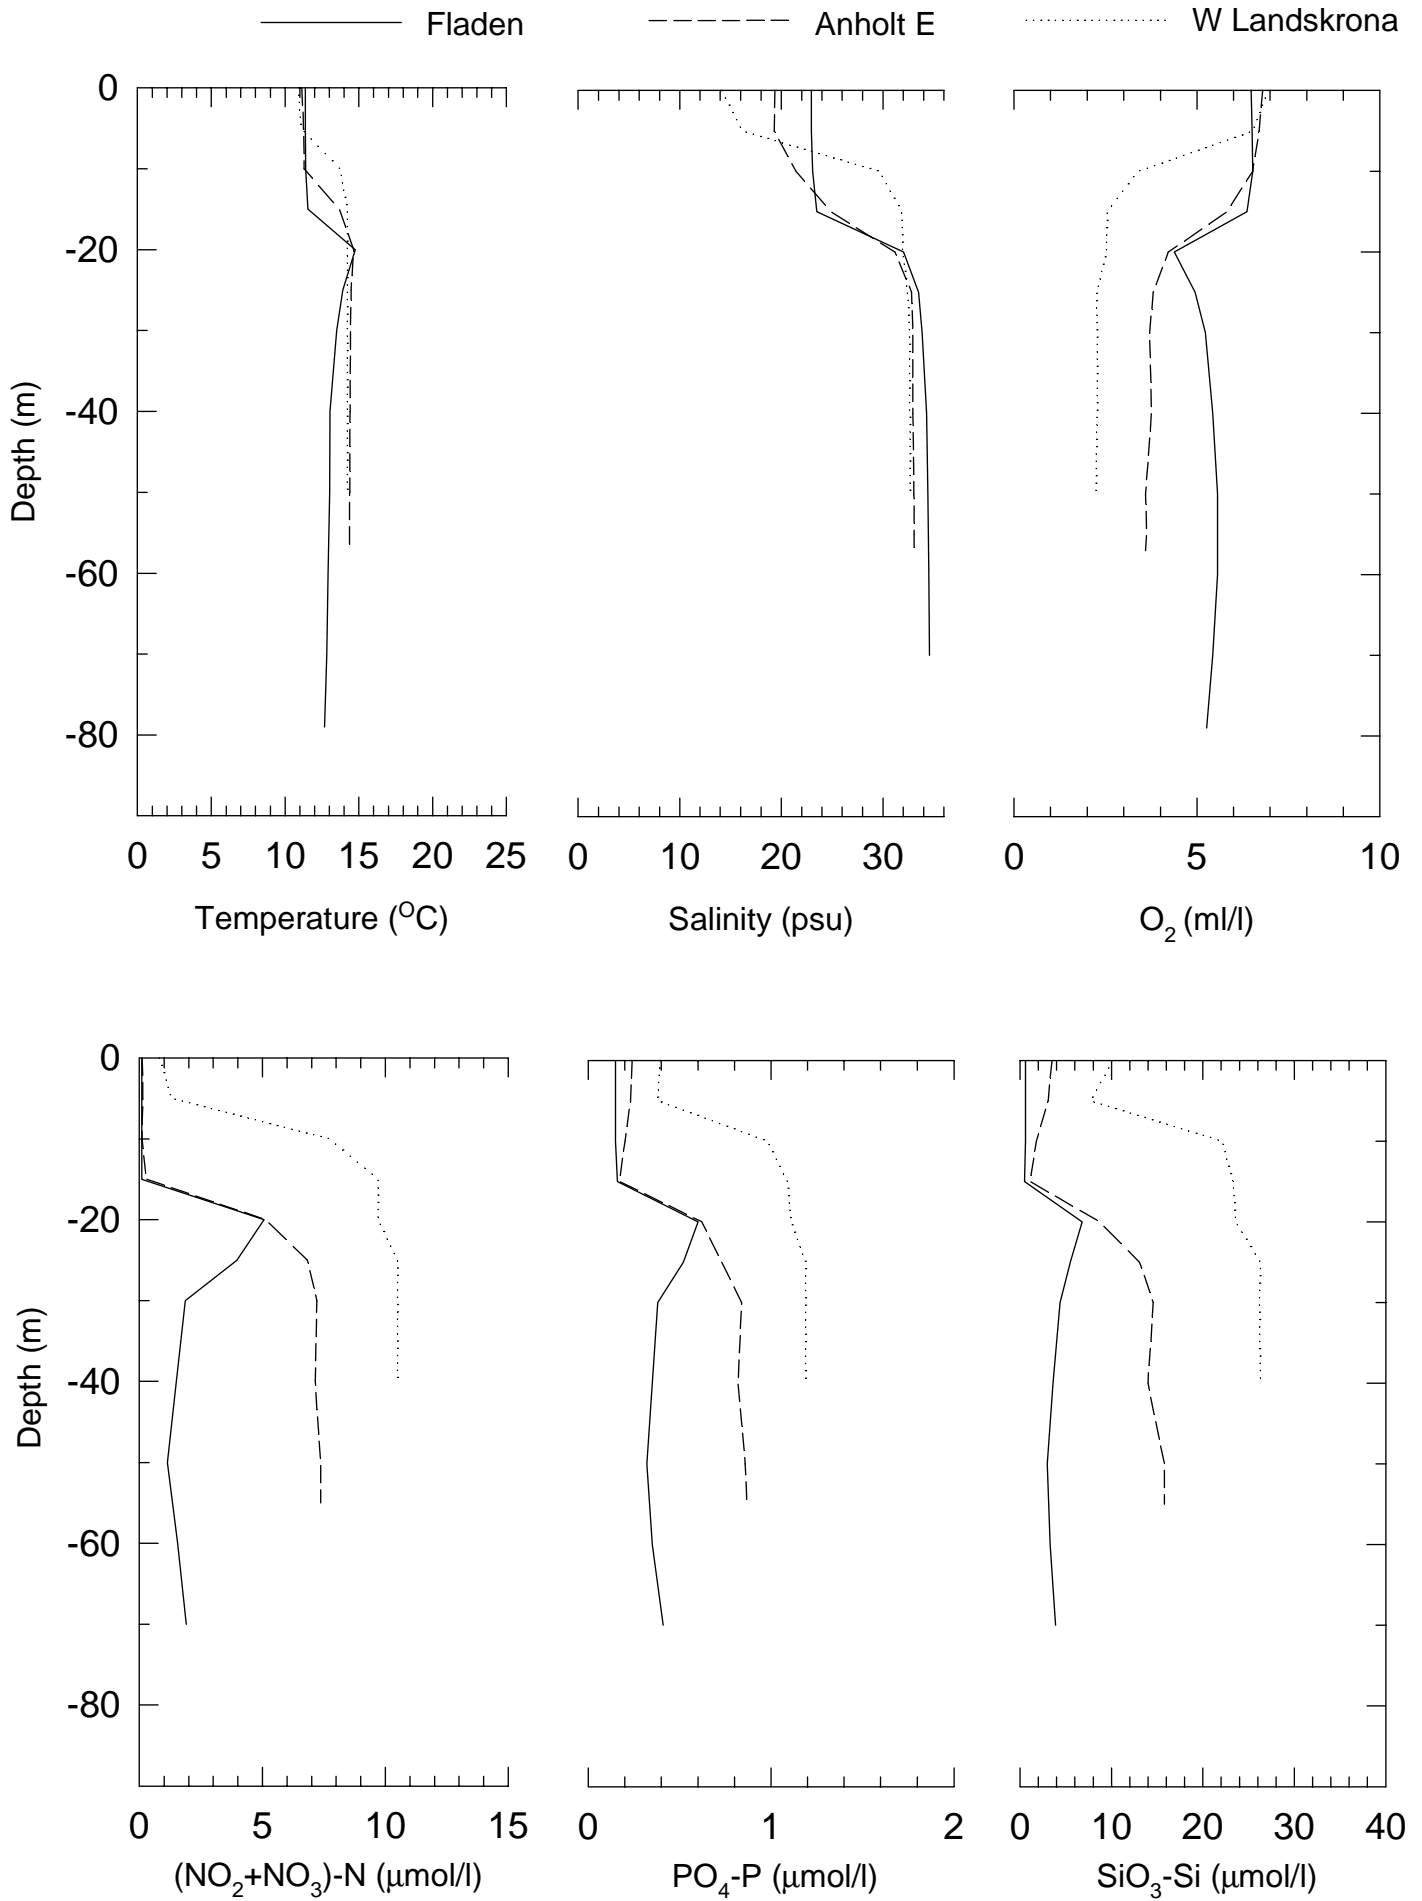 Fladen
Anholt E
W Landskrona
0
-20
-40
-60
-80
Depth (m)
0 5 10 15 20 25
Temperature (ᴼC)
0 10 20 30
Salinity (psu)
0 5 10
O₂ (ml/l)
0
-20
-40
-60
-80
Depth (m)
0 5 10 15
(NO₂+NO₃)-N (μmol/l)
0 1 2
PO₄-P (μmol/l)
0 10 20 30 40
SiO₃-Si (μmol/l)